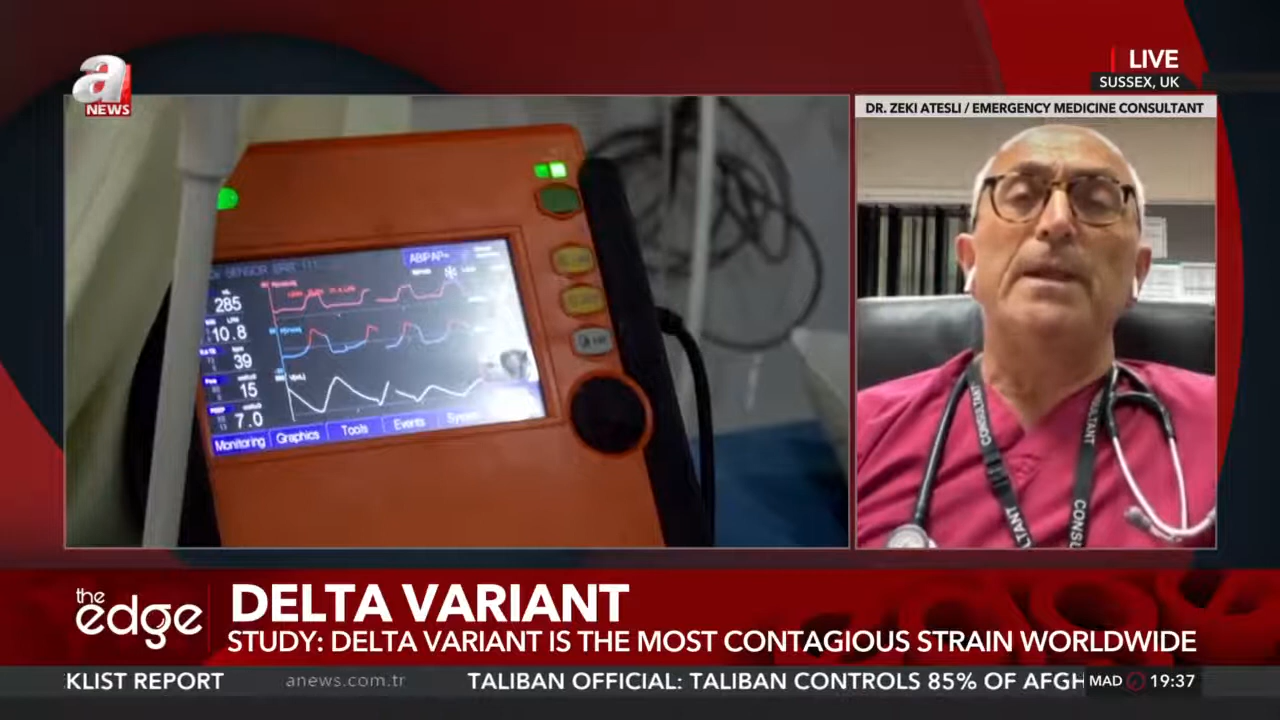 a
NEWS
LIVE
SUSSEX, UK
DR. ZEKI ATESLI / EMERGENCY MEDICINE CONSULTANT
285
10.8
39
15
7.0
Monitoring
Graphics
Tools
Events
CONSULTANT
the
edge
DELTA VARIANT
STUDY: DELTA VARIANT IS THE MOST CONTAGIOUS STRAIN WORLDWIDE
KLIST REPORT
anews.com.tr
TALIBAN OFFICIAL: TALIBAN CONTROLS 85% OF AFGH
MAD 19:37